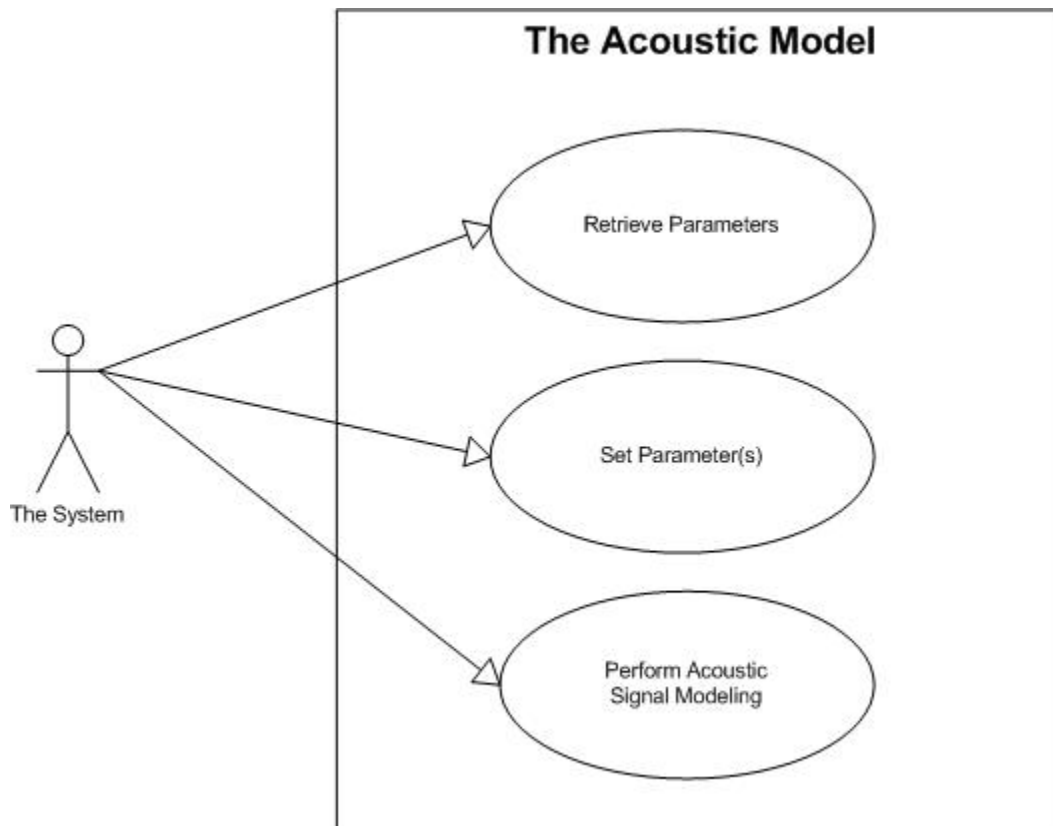 The Acoustic Model
Retrieve Parameters
The System
Set Parameter(s)
Perform Acoustic
Signal Modeling